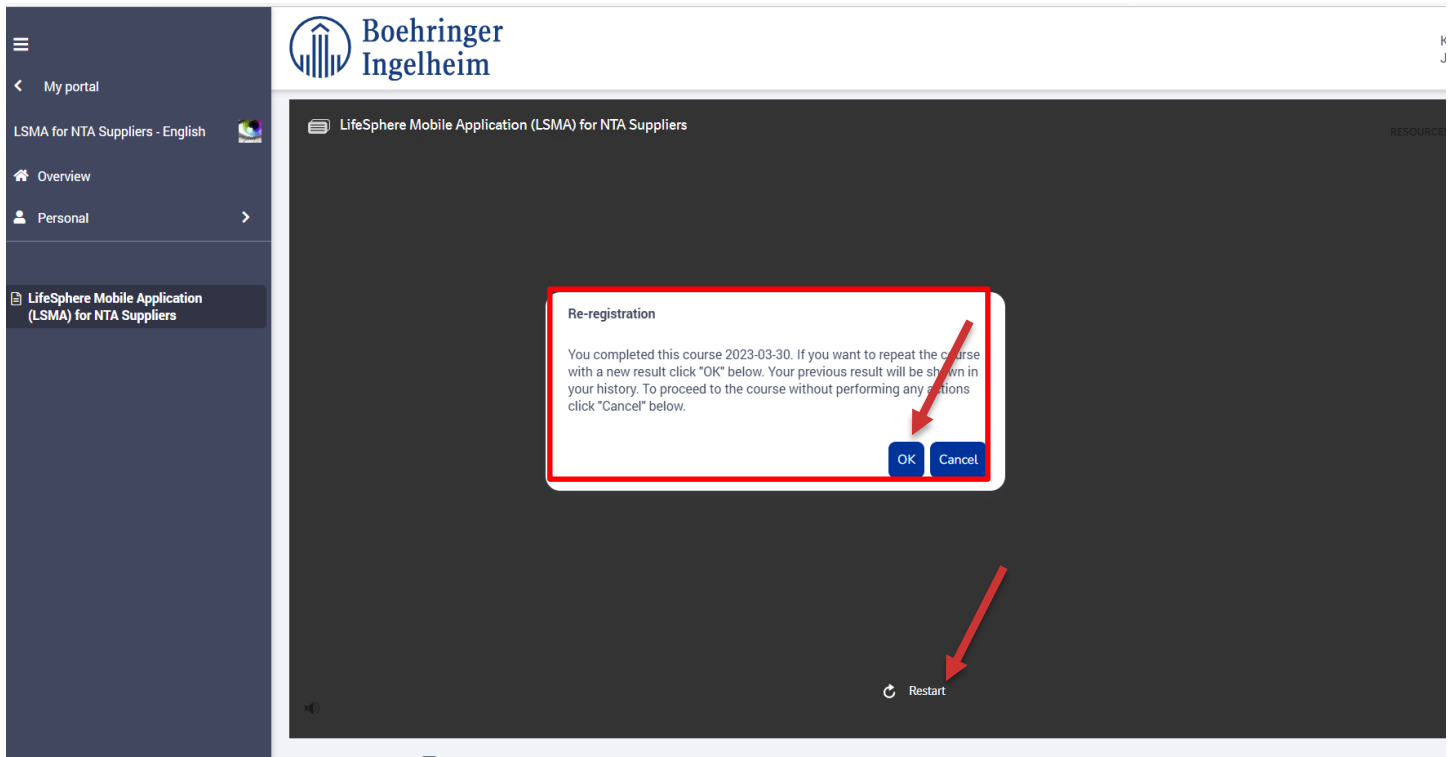 Boehringer
Ingelheim
K
J
My portal
LSMA for NTA Suppliers - English
Overview
Personal
LifeSphere Mobile Application
(LSMA) for NTA Suppliers
LifeSphere Mobile Application (LSMA) for NTA Suppliers
RESOURCES
Re-registration
You completed this course 2023-03-30. If you want to repeat the course
with a new result click "OK" below. Your previous result will be shown in
your history. To proceed to the course without performing any actions
click "Cancel" below.
OK Cancel
Restart